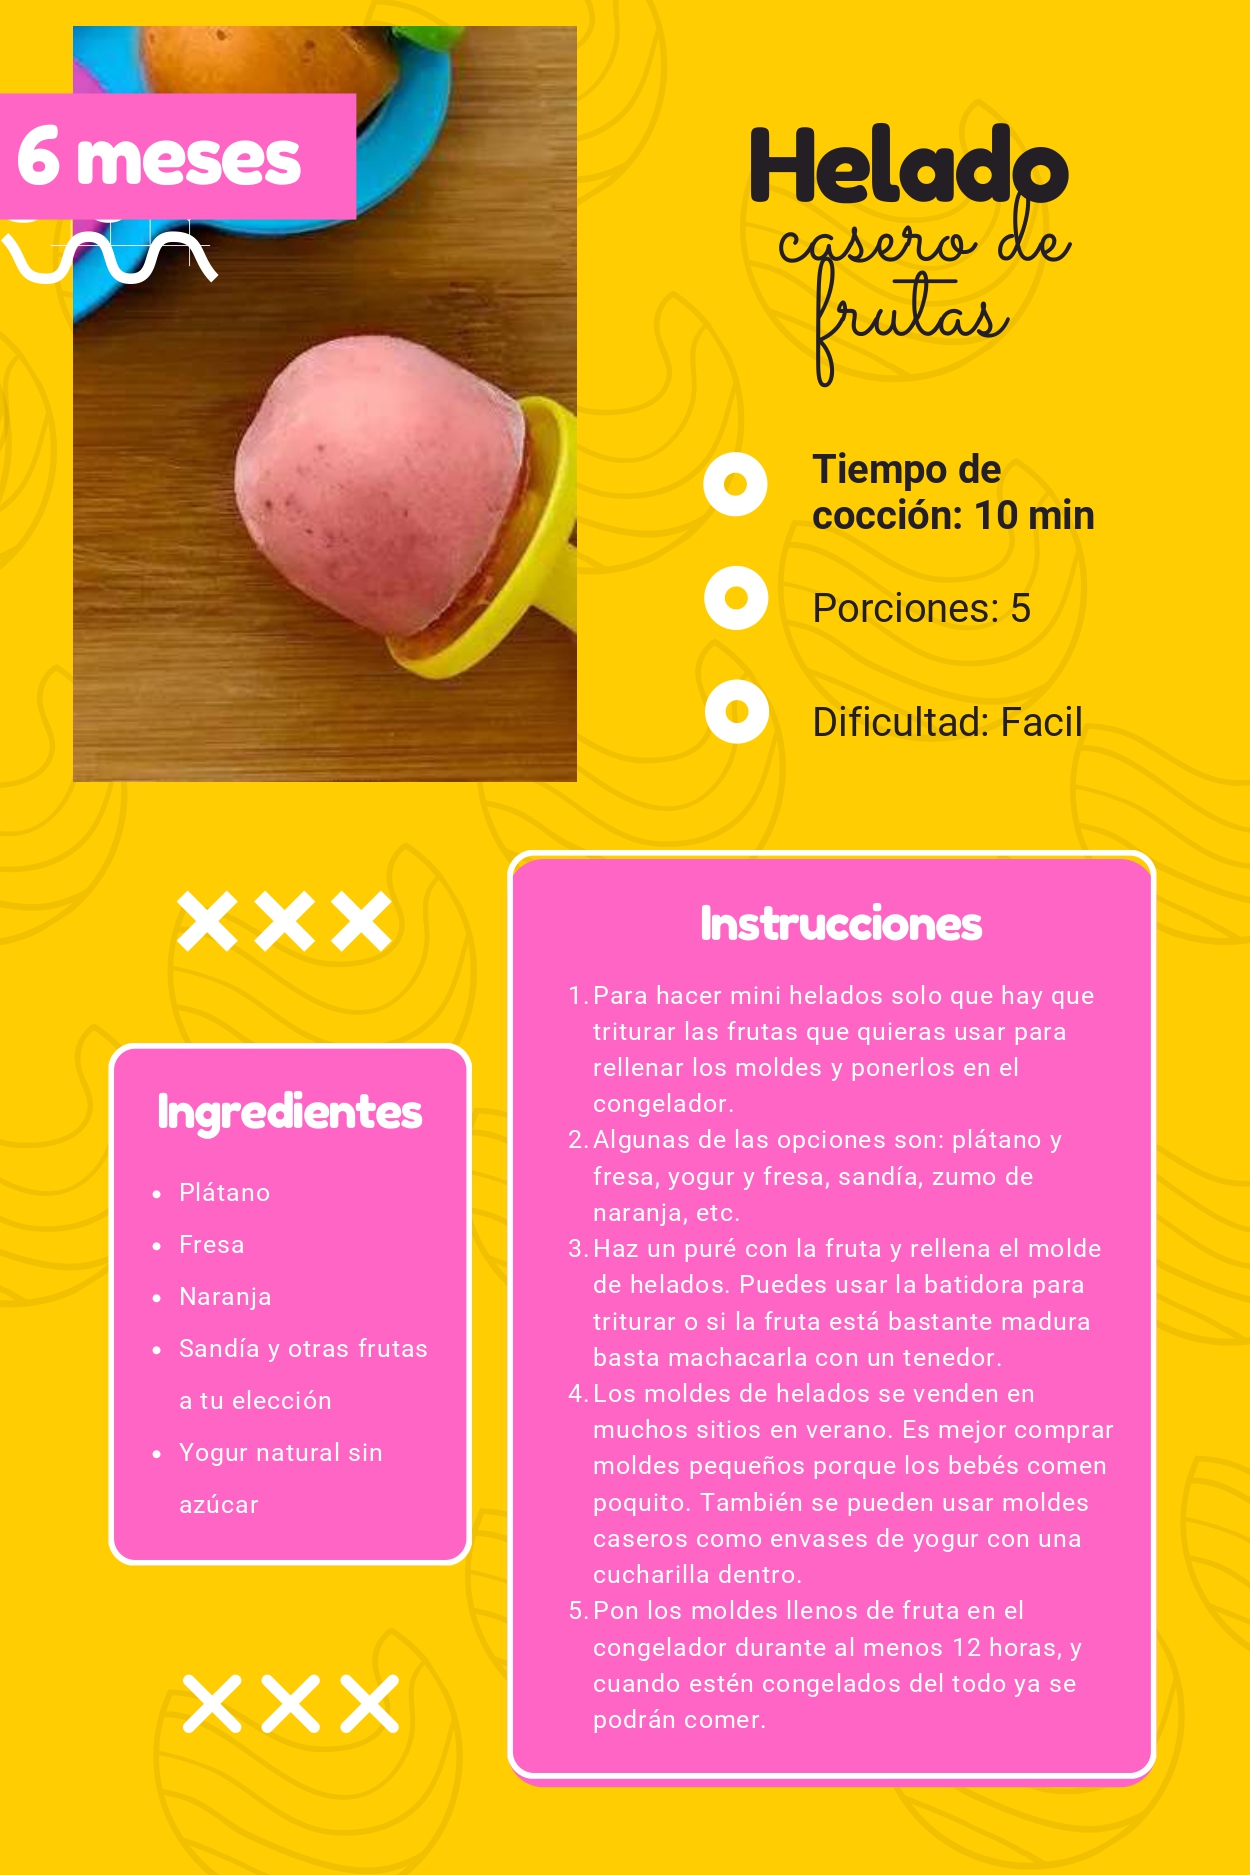 6 meses
Helado
casero de
frutas
Tiempo de
cocción: 10 min
Porciones: 5
Dificultad: Facil
Ingredientes
• Plátano
• Fresa
• Naranja
• Sandía y otras frutas
a tu elección
• Yogur natural sin
azúcar
Instrucciones
1. Para hacer mini helados solo que hay que
triturar las frutas que quieras usar para
rellenar los moldes y ponerlos en el
congelador.
2. Algunas de las opciones son: plátano y
fresa, yogur y fresa, sandía, zumo de
naranja, etc.
3. Haz un puré con la fruta y rellena el molde
de helados. Puedes usar la batidora para
triturar o si la fruta está bastante madura
basta machacarla con un tenedor.
4. Los moldes de helados se venden en
muchos sitios en verano. Es mejor comprar
moldes pequeños porque los bebés comen
poquito. También se pueden usar moldes
caseros como envases de yogur con una
cucharilla dentro.
5. Pon los moldes llenos de fruta en el
congelador durante al menos 12 horas, y
cuando estén congelados del todo ya se
podrán comer.